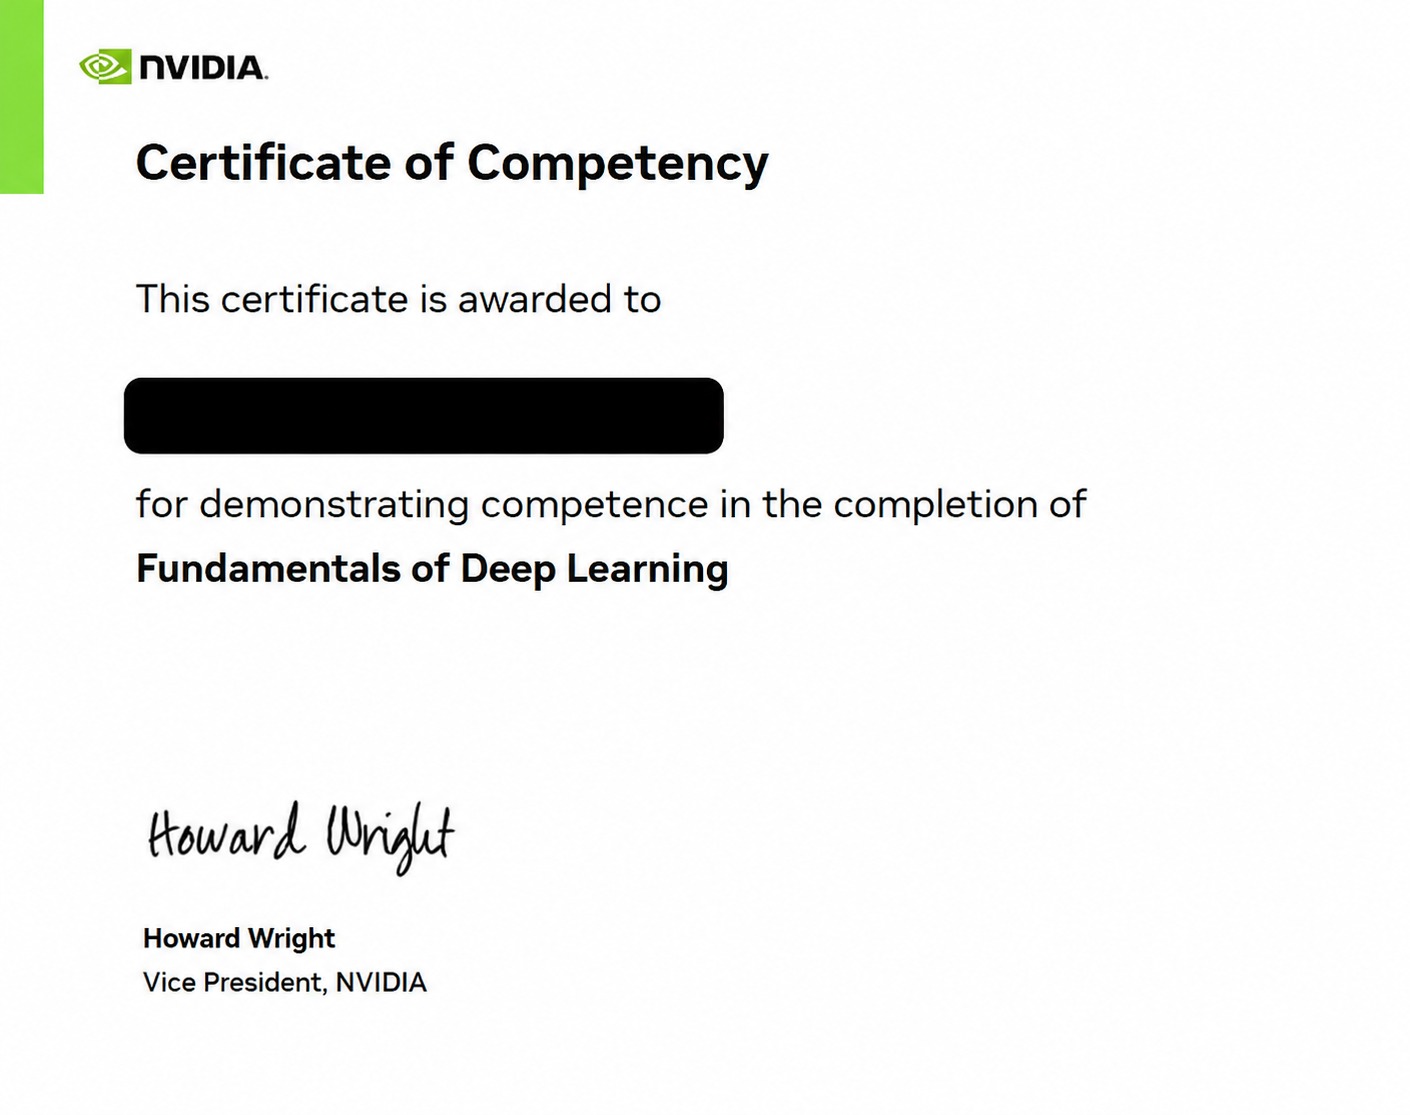 NVIDIA.
Certificate of Competency
This certificate is awarded to
for demonstrating competence in the completion of
Fundamentals of Deep Learning
Howard Wright
Howard Wright
Vice President, NVIDIA